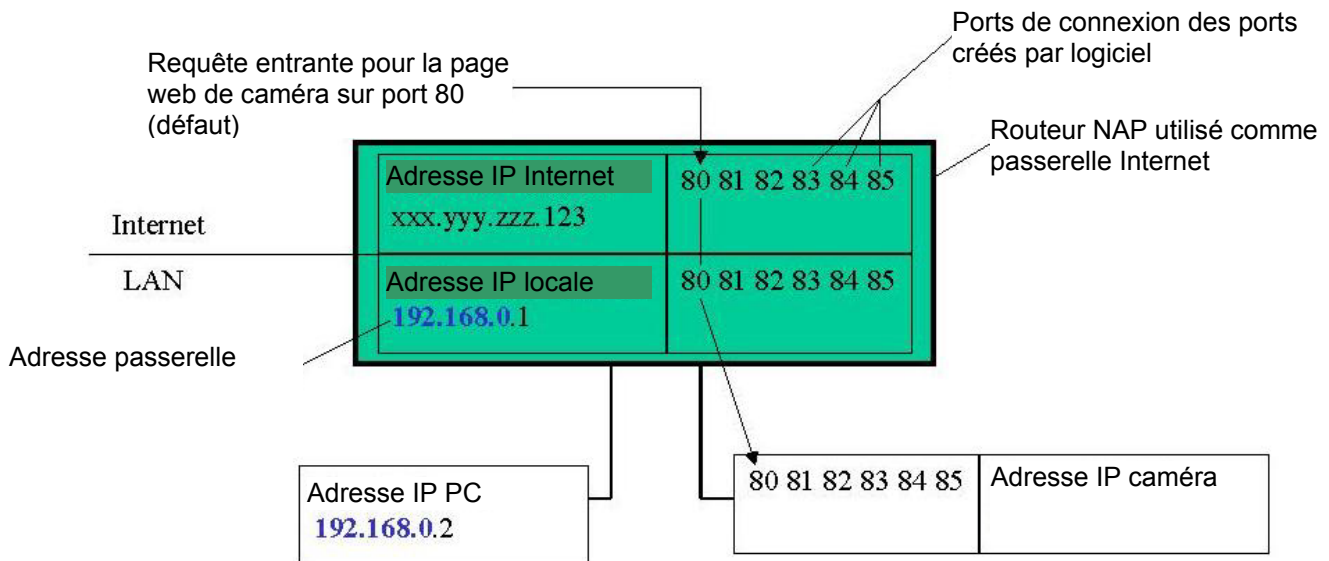 Ports de connexion des ports
créés par logiciel
Requête entrante pour la page
web de caméra sur port 80
(défaut)
Routeur NAP utilisé comme
passerelle Internet
Adresse IP Internet
80 81 82 83 84 85
xxx.yyy.zzz.123
Internet
LAN
Adresse IP locale
80 81 82 83 84 85
192.168.0.1
Adresse passerelle
Adresse IP PC
192.168.0.2
80 81 82 83 84 85
Adresse IP caméra